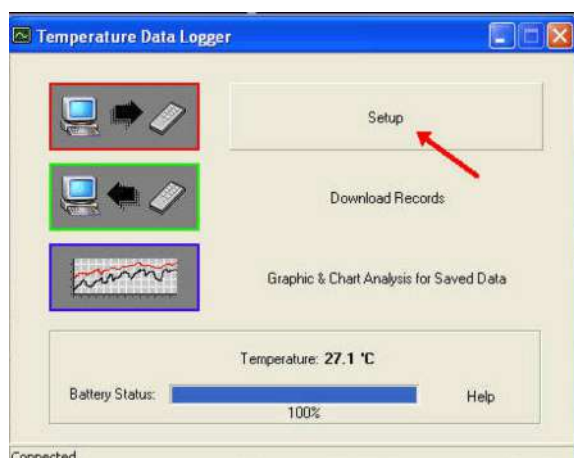 Temperature Data Logger
Setup
Download Records
Graphic & Chart Analysis for Saved Data
Temperature: 27.1 'C
Battery Status:
100%
Help
Connected